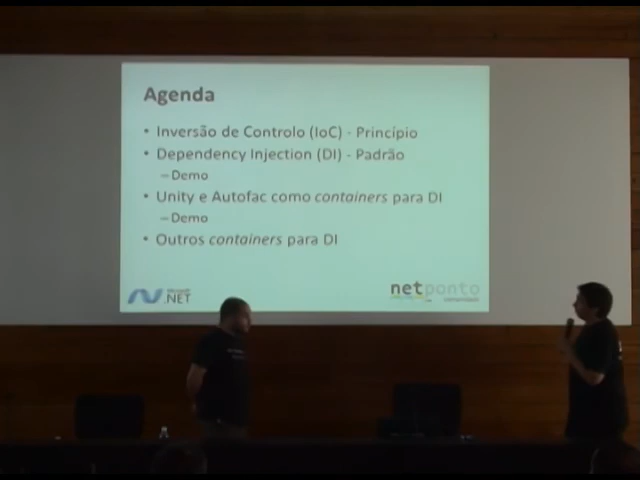 Agenda
• Inversão de Controlo (IoC) - Princípio
• Dependency Injection (DI) - Padrão
– Demo
• Unity e Autofac como containers para DI
– Demo
• Outros containers para DI
Microsoft
.NET
netponto